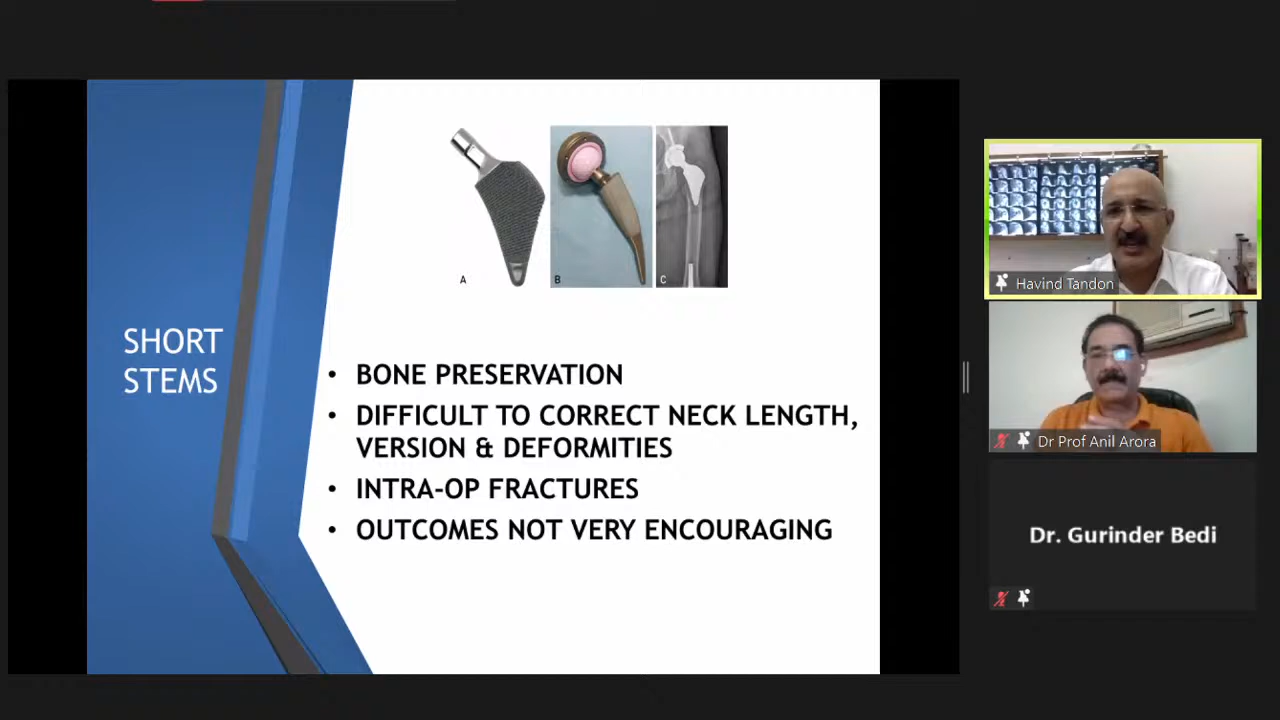 SHORT
STEMS
A
B
C
• BONE PRESERVATION
• DIFFICULT TO CORRECT NECK LENGTH,
VERSION & DEFORMITIES
• INTRA-OP FRACTURES
• OUTCOMES NOT VERY ENCOURAGING
Havind Tandon
Dr Prof Anil Arora
Dr. Gurinder Bedi